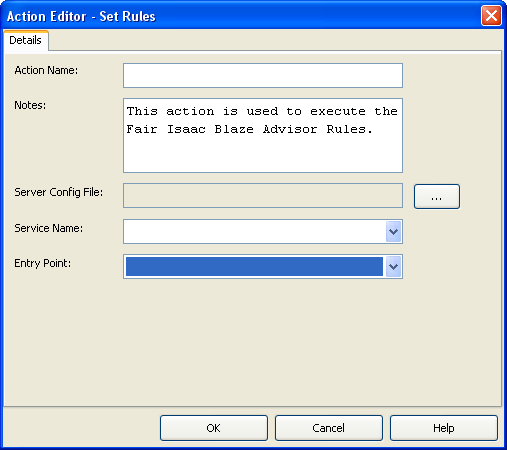 Action Editor - Set Rules
Details
Action Name:
Notes:
This action is used to execute the
Fair Isaac Blaze Advisor Rules.
Server Config File:
...
Service Name:
Entry Point:
OK
Cancel
Help